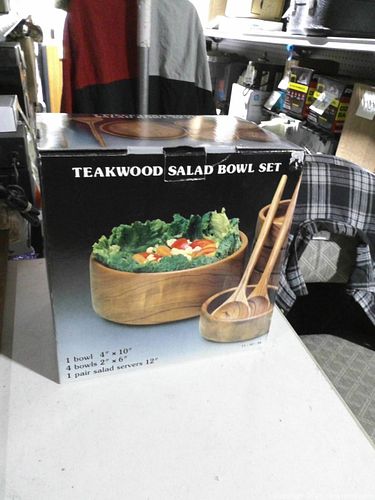 TEAKWOOD SALAD BOWL SET
1 bowl 4" × 10"
4 bowls 2" × 6"
1 pair salad servers 12"